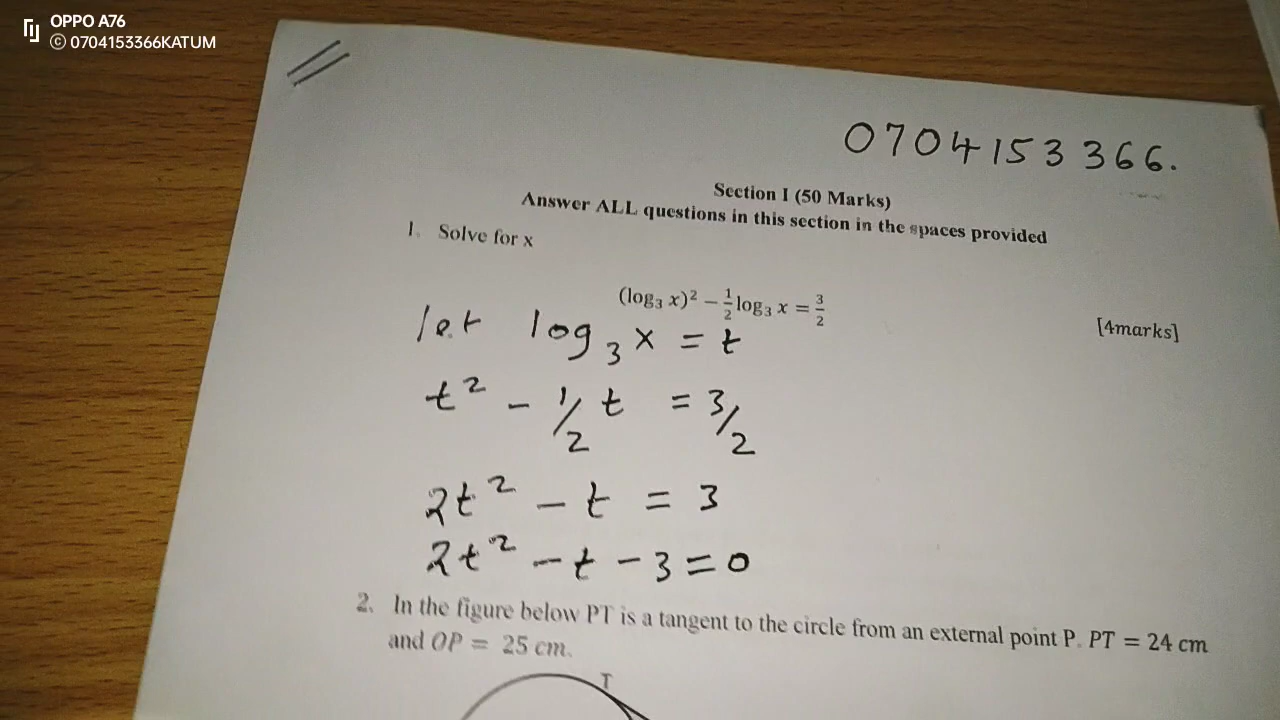 OPPO A76
© 0704153366KATUM
0704153366.
Section I (50 Marks)
Answer ALL questions in this section in the spaces provided
1. Solve for x
(log₃ x)² − 1/2 log₃ x = 3/2
[4marks]
let log₃ x = t
t² - 1/2 t = 3/2
2t² - t = 3
2t² - t - 3 = 0
2. In the figure below PT is a tangent to the circle from an external point P. PT = 24 cm
and OP = 25 cm.
T